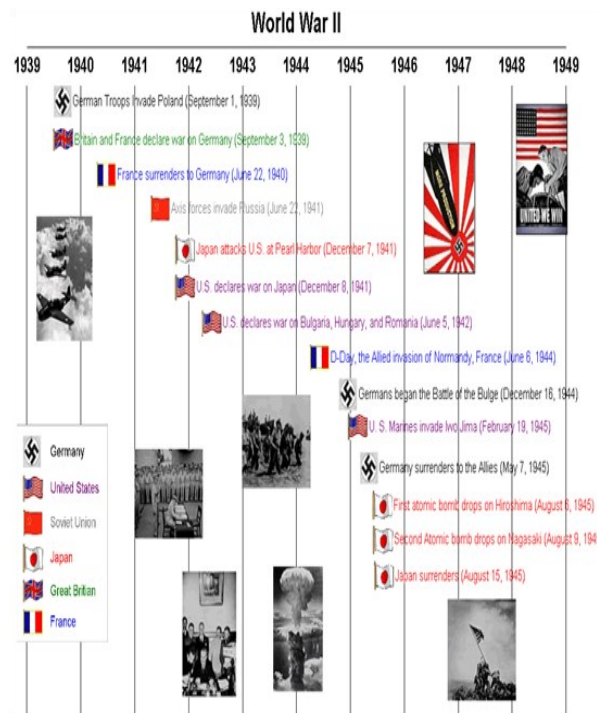 World War II
1939 1940 1941 1942 1943 1944 1945 1946 1947 1948 1949
German Troops Invade Poland (September 1, 1939)
Britain and France declare war on Germany (September 3, 1939)
France surrenders to Germany (June 22, 1940)
Axis forces invade Russia (June 22, 1941)
Japan attacks U.S. at Pearl Harbor (December 7, 1941)
U.S. declares war on Japan (December 8, 1941)
U.S. declares war on Bulgaria, Hungary, and Romania (June 5, 1942)
D-Day, the Allied invasion of Normandy, France (June 6, 1944)
Germans began the Battle of the Bulge (December 16, 1944)
U. S. Marines invade Iwo Jima (February 19, 1945)
Germany surrenders to the Allies (May 7, 1945)
First atomic bomb drops on Hiroshima (August 6, 1945)
Second Atomic bomb drops on Nagasaki (August 9, 194
Japan surrenders (August 15, 1945)
Germany
United States
Soviet Union
Japan
Great Britian
France
UNITED WE WIN